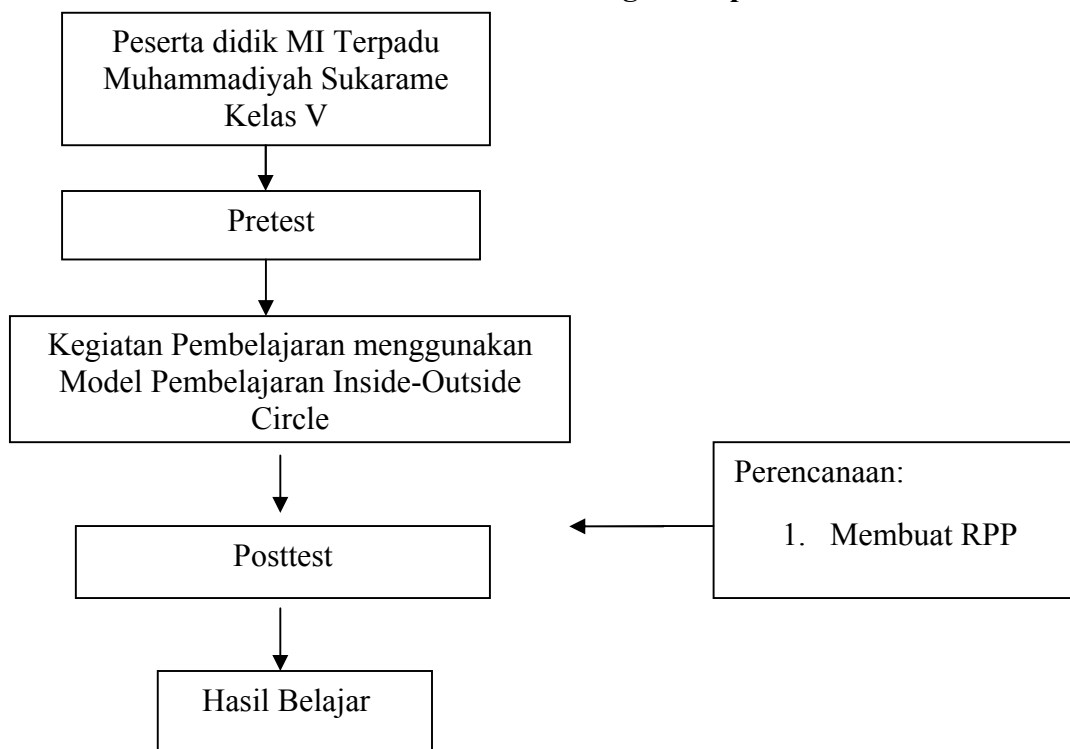 Peserta didik MI Terpadu
Muhammadiyah Sukarame
Kelas V
Pretest
Kegiatan Pembelajaran menggunakan
Model Pembelajaran Inside-Outside
Circle
Perencanaan:
1. Membuat RPP
Posttest
Hasil Belajar